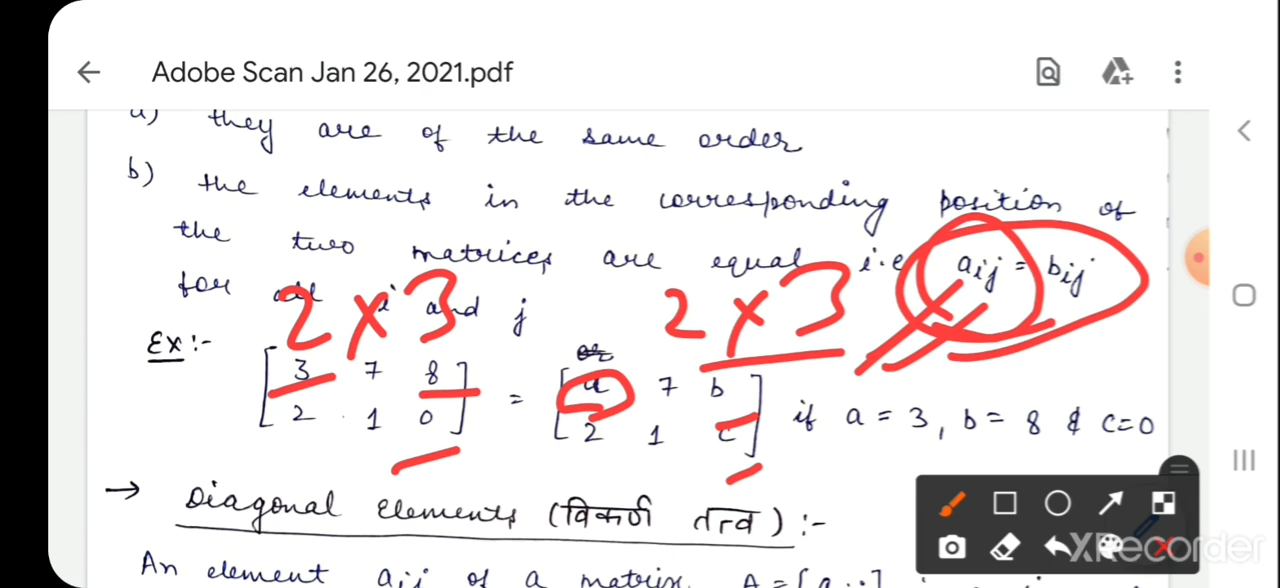 Adobe Scan Jan 26, 2021.pdf
a) they are of the same order
b) the elements in the corresponding position of
the two matrices are equal i.e. aij = bij
for all i and j
2 × 3 2 × 3
Ex:- [3 7 8] = [a 7 b]
[2 1 0] [2 1 c] if a = 3, b = 8 & c=0
→ Diagonal elements (विकर्ण तत्व) :-
An element aij of a matrix A = [a
XRecorder